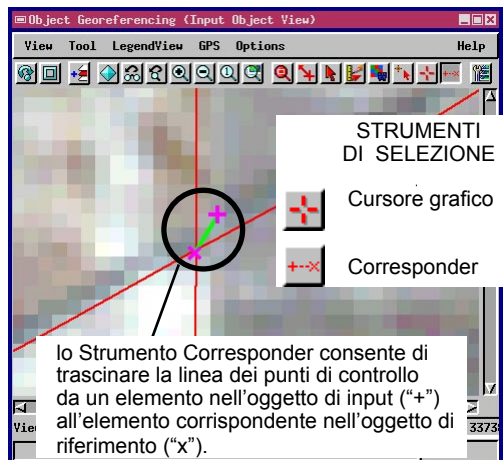 Object Georeferencing (Input Object View)
View Tool LegendView GPS Options Help
STRUMENTI
DI SELEZIONE
Cursore grafico
Corresponder
lo Strumento Corresponder consente di
trascinare la linea dei punti di controllo
da un elemento nell'oggetto di input (“+”)
all'elemento corrispondente nell'oggetto di
riferimento (“x”).
3373